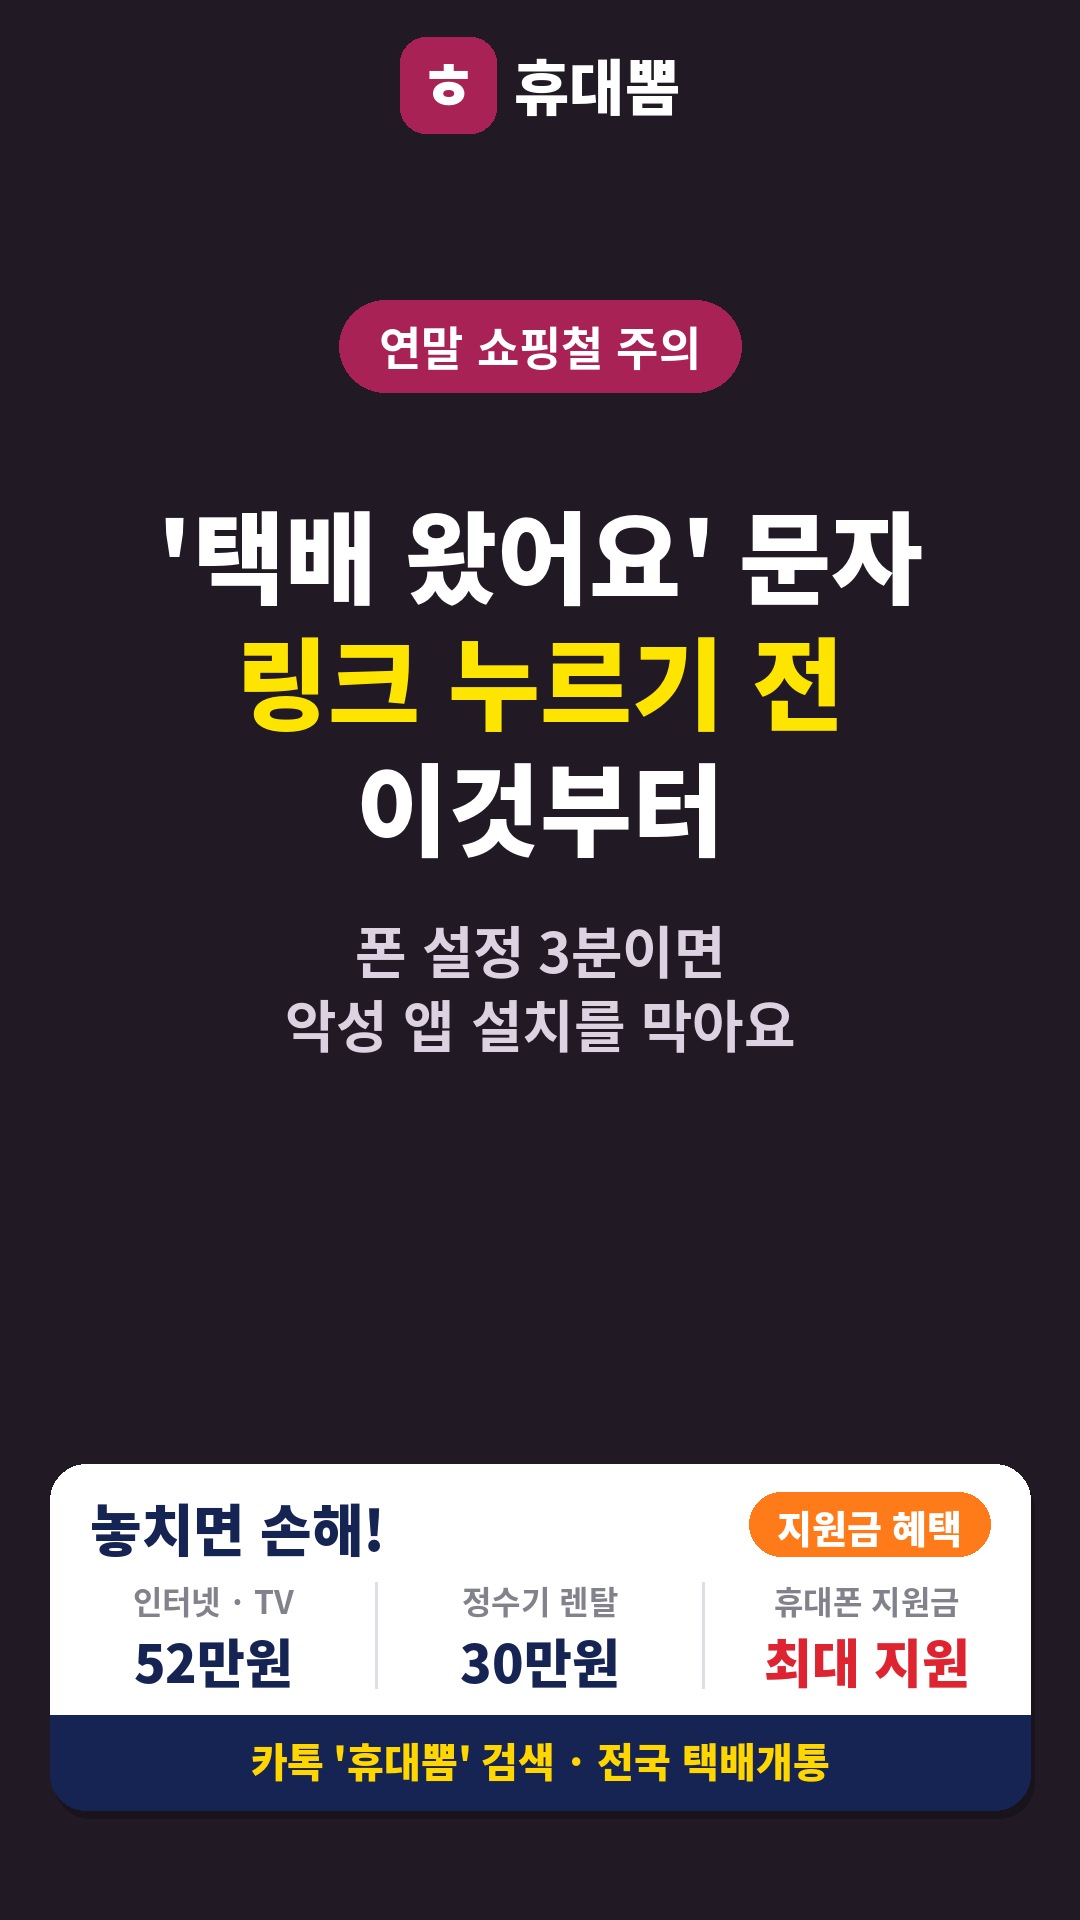 ㅎ 휴대뽐
연말 쇼핑철 주의
'택배 왔어요' 문자
링크 누르기 전
이것부터
폰 설정 3분이면
악성 앱 설치를 막아요
놓치면 손해!
지원금 혜택
인터넷 · TV
52만원
정수기 렌탈
30만원
휴대폰 지원금
최대 지원
카톡 '휴대뽐' 검색 · 전국 택배개통